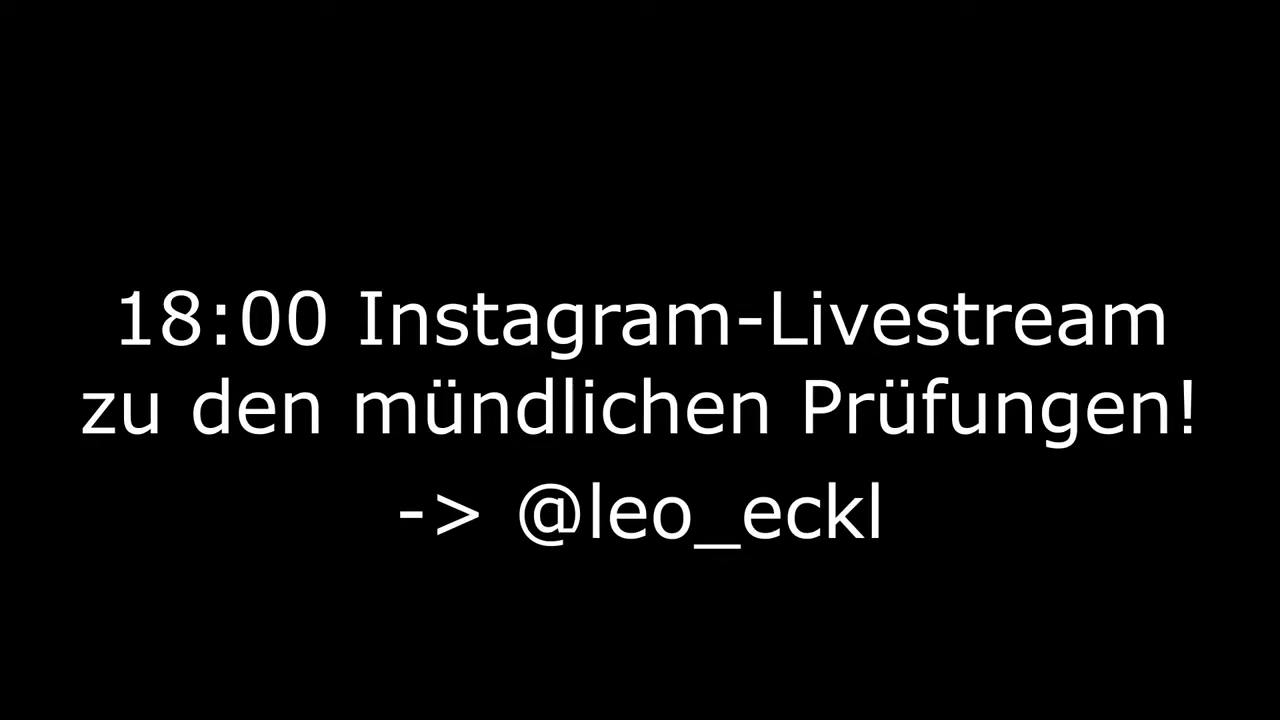 18:00 Instagram-Livestream
zu den mündlichen Prüfungen!
-> @leo_eckl